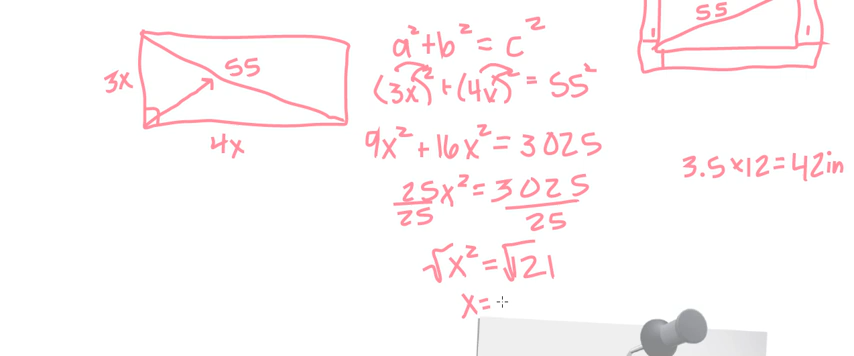 55
3x
55
4x
a² + b² = c²
(3x)² + (4x)² = 55²
9x² + 16x² = 3025
25x² = 3025
25 25
√x² = √21
x =
1 1
3.5 × 12 = 42in